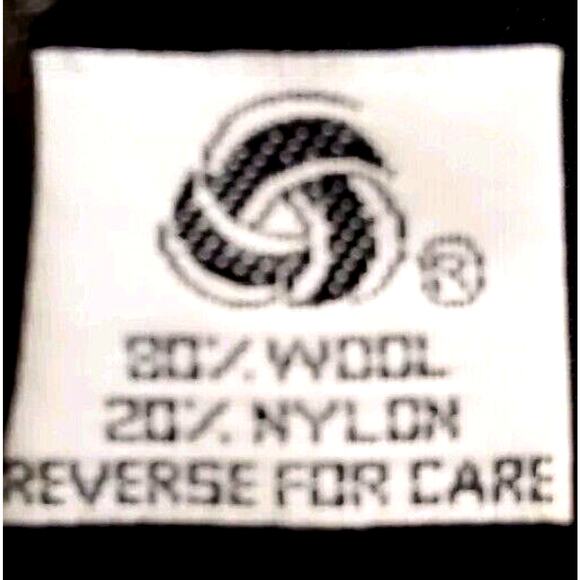 ®
80% WOOL
20% NYLON
REVERSE FOR CARE